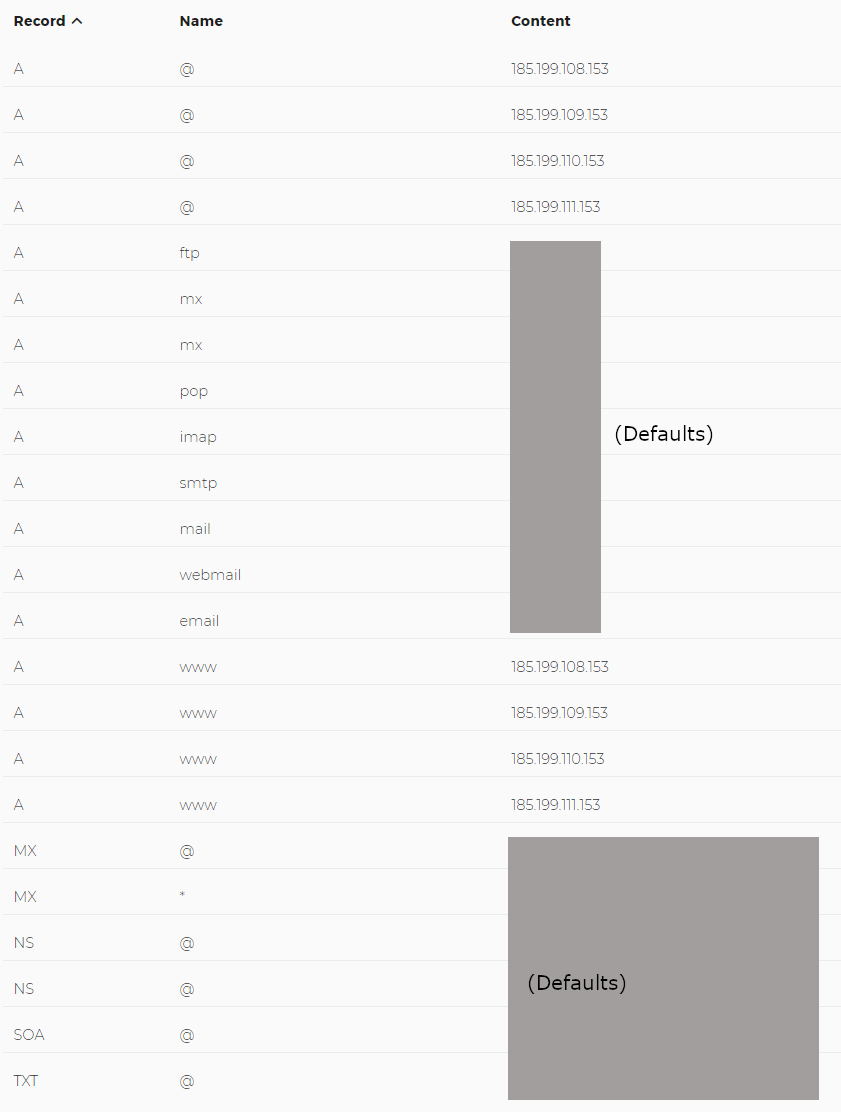 Record Name Content
A @ 185.199.108.153
A @ 185.199.109.153
A @ 185.199.110.153
A @ 185.199.111.153
A ftp
A mx
A mx
A pop
A imap (Defaults)
A smtp
A mail
A webmail
A email
A www 185.199.108.153
A www 185.199.109.153
A www 185.199.110.153
A www 185.199.111.153
MX @
MX *
NS @
NS @ (Defaults)
SOA @
TXT @